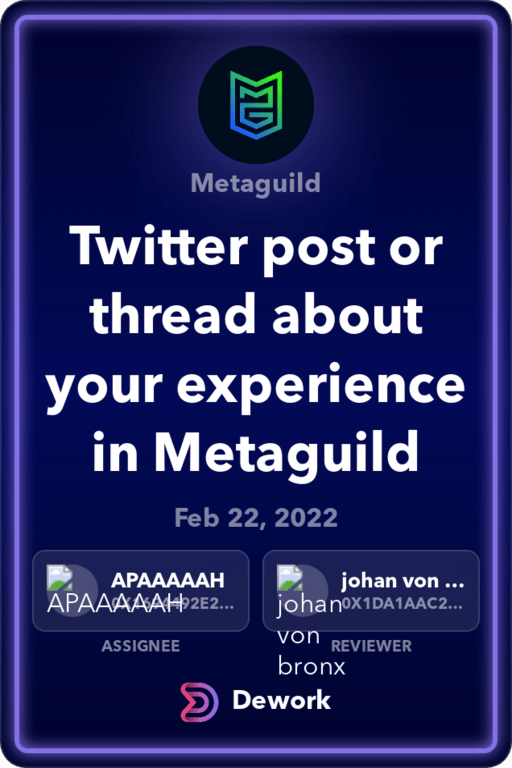 Metaguild
Twitter post or
thread about
your experience
in Metaguild
Feb 22, 2022
APAAAAAH
APAAAAAH
ASSIGNEE
johan von ...
0X1DA1AAC2...
johan
von
bronx
REVIEWER
Dework